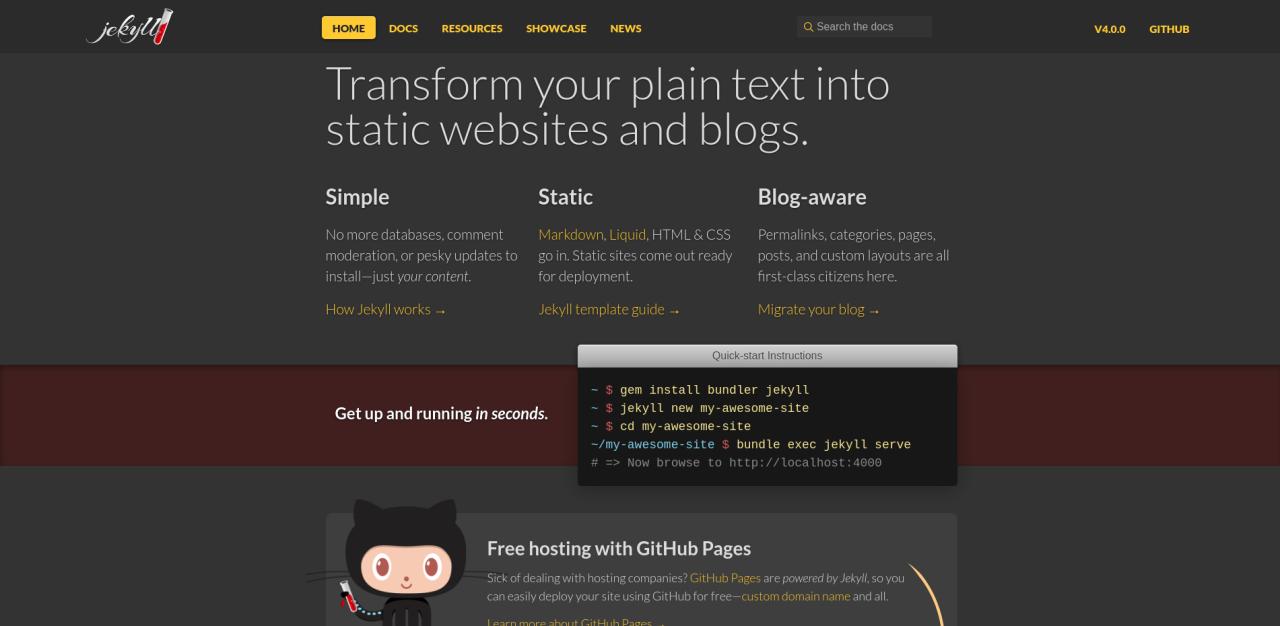 jekyll
HOME DOCS RESOURCES SHOWCASE NEWS Search the docs V4.0.0 GITHUB
Transform your plain text into
static websites and blogs.
Simple
No more databases, comment
moderation, or pesky updates to
install—just your content.
How Jekyll works →
Static
Markdown, Liquid, HTML & CSS
go in. Static sites come out ready
for deployment.
Jekyll template guide →
Blog-aware
Permalinks, categories, pages,
posts, and custom layouts are all
first-class citizens here.
Migrate your blog →
Get up and running in seconds.
Quick-start Instructions
~ $ gem install bundler jekyll
~ $ jekyll new my-awesome-site
~ $ cd my-awesome-site
~/my-awesome-site $ bundle exec jekyll serve
# => Now browse to http://localhost:4000
Free hosting with GitHub Pages
Sick of dealing with hosting companies? GitHub Pages are powered by Jekyll, so you
can easily deploy your site using GitHub for free—custom domain name and all.
Learn more about GitHub Pages →